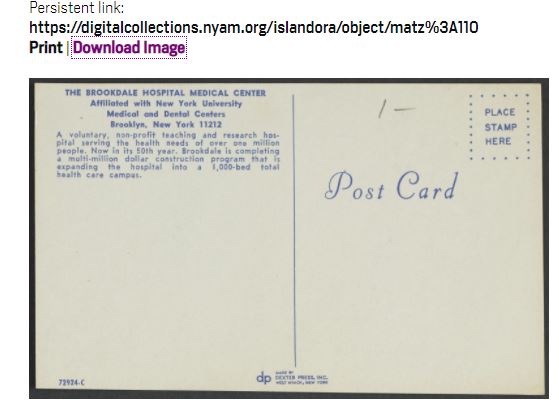 Persistent link:
https://digitalcollections.nyam.org/islandora/object/matz%3A110
Print | Download Image
THE BROOKDALE HOSPITAL MEDICAL CENTER
Affiliated with New York University
Medical and Dental Centers
Brooklyn, New York 11212
A voluntary, non-profit teaching and research hos-
pital serving the health needs of over one million
people. Now in its 50th year. Brookdale is completing
a multi-million dollar construction program that is
expanding the hospital into a 1,000-bed total
health care campus.
1-
PLACE
STAMP
HERE
Post Card
72924-C
dp
MADE BY
DEXTER PRESS, INC.
WEST NYACK, NEW YORK